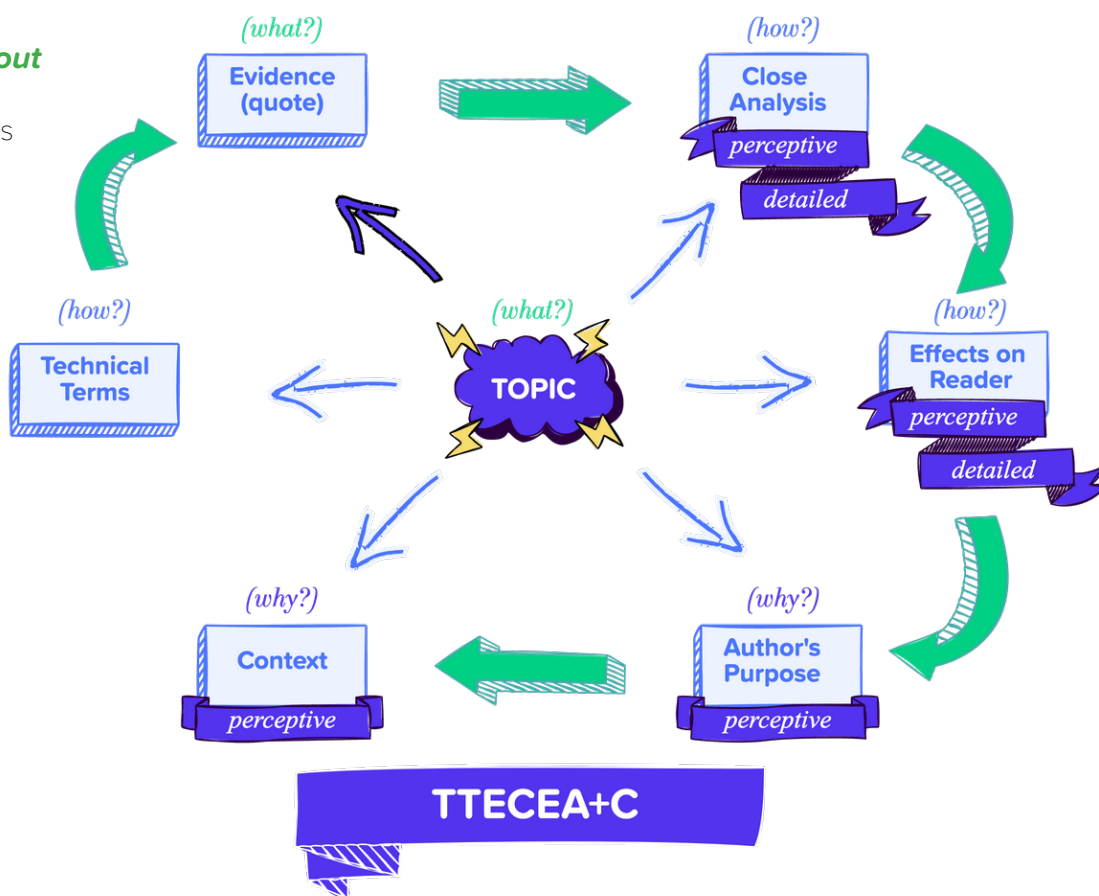 out
s
(what?)
Evidence
(quote)
(how?)
Close
Analysis
perceptive
detailed
(how?)
Technical
Terms
(what?)
TOPIC
(how?)
Effects on
Reader
perceptive
detailed
(why?)
Context
perceptive
(why?)
Author's
Purpose
perceptive
TTECEA+C